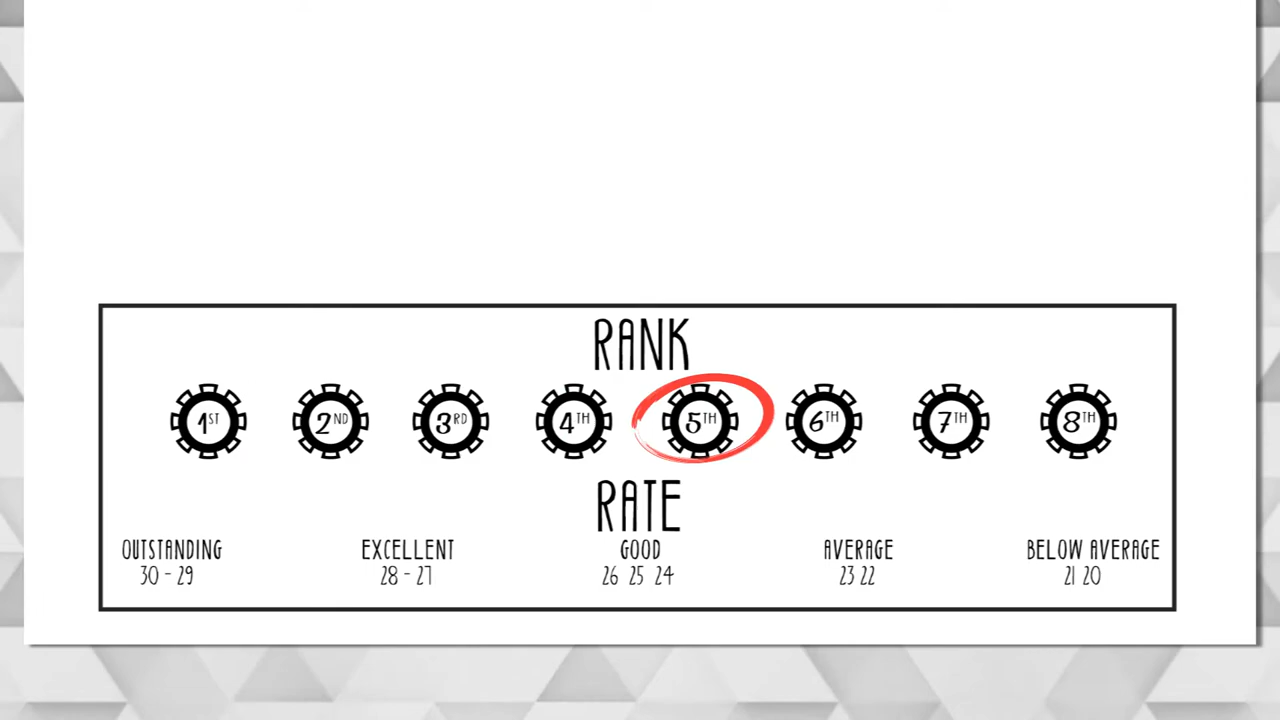 RANK
1ST 2ND 3RD 4TH 5TH 6TH 7TH 8TH
RATE
OUTSTANDING EXCELLENT GOOD AVERAGE BELOW AVERAGE
30 - 29 28 - 27 26 25 24 23 22 21 20